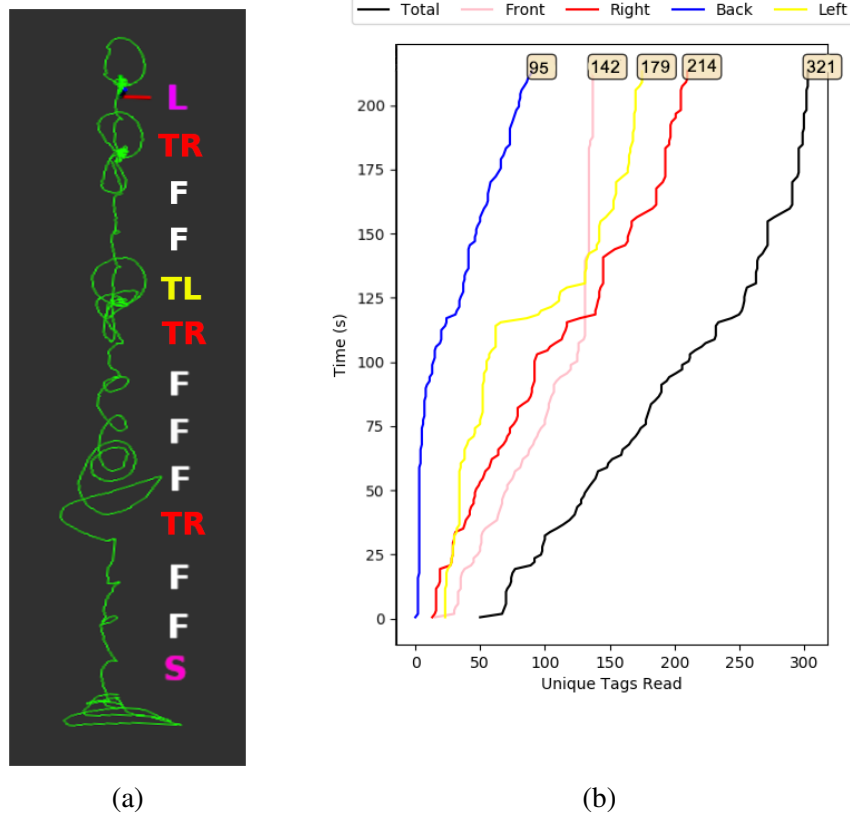 L
TR
F
F
TL
TR
F
F
F
TR
F
F
S
(a)
Total Front Right Back Left
95 142 179 214 321
200
175
150
125
100
75
50
25
0
Time (s)
0 50 100 150 200 250 300
Unique Tags Read
(b)